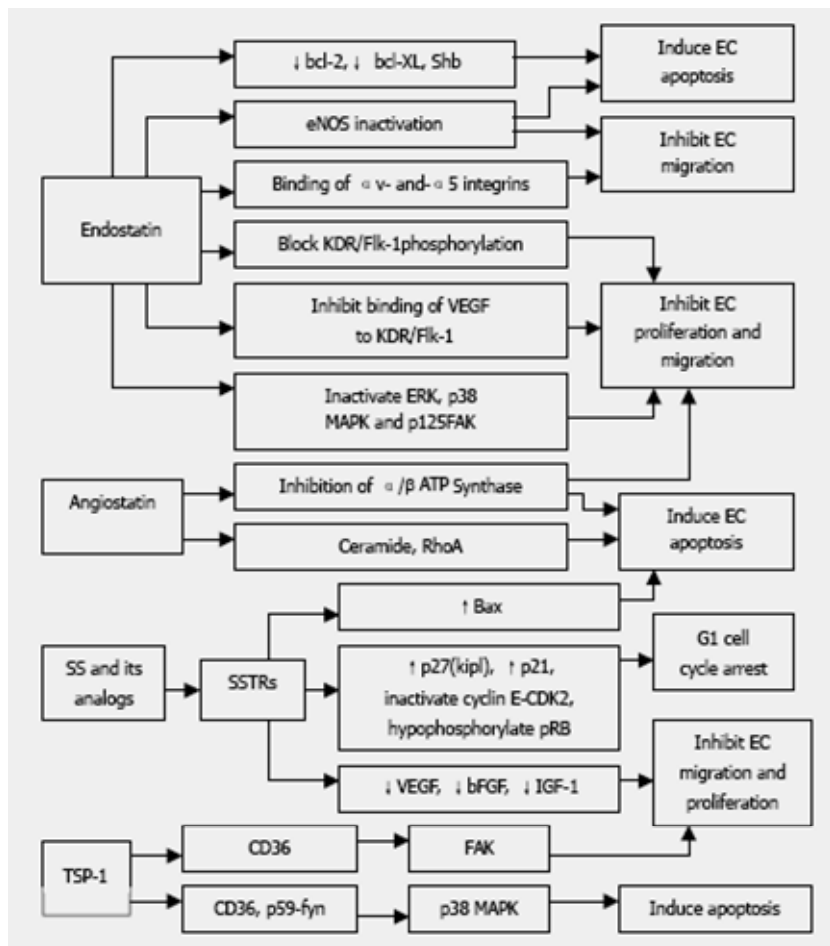 ↓ bcl-2, ↓ bcl-XL, Shb
Induce EC
apoptosis
eNOS inactivation
Inhibit EC
migration
Binding of αv- and-α5 integrins
Endostatin
Block KDR/Flk-1phosphorylation
Inhibit binding of VEGF
to KDR/Flk-1
Inhibit EC
proliferation and
migration
Inactivate ERK, p38
MAPK and p125FAK
Angiostatin
Inhibition of α/β ATP Synthase
Induce EC
apoptosis
Ceramide, RhoA
↑ Bax
G1 cell
cycle arrest
SS and its
analogs
SSTRs
↑ p27(kipl), ↑ p21,
inactivate cyclin E-CDK2,
hypophosphorylate pRB
Inhibit EC
migration and
proliferation
↓ VEGF, ↓ bFGF, ↓ IGF-1
TSP-1
CD36
FAK
CD36, p59-fyn
p38 MAPK
Induce apoptosis